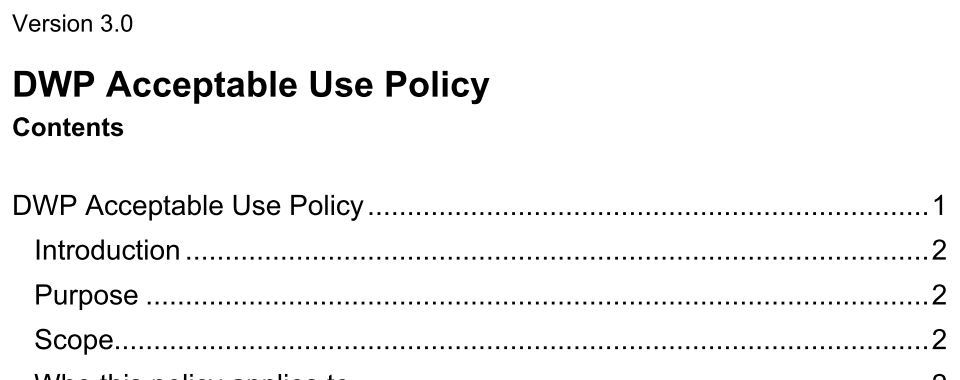 Version 3.0
DWP Acceptable Use Policy
Contents
DWP Acceptable Use Policy........................................................................1
Introduction...............................................................................................2
Purpose....................................................................................................2
Scope.......................................................................................................2
Who this policy applies to